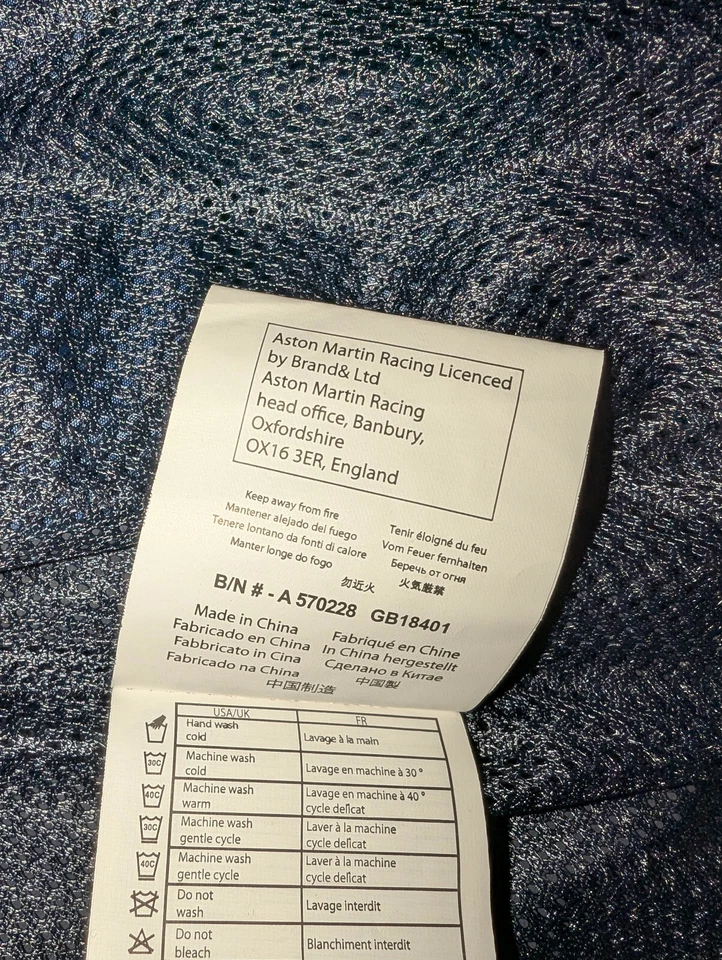 Aston Martin Racing Licenced
by Brand& Ltd
Aston Martin Racing
head office, Banbury,
Oxfordshire
OX16 3ER, England
Keep away from fire
Mantener alejado del fuego
Tenere lontano da fonti di calore
Manter longe do fogo
Tenir éloigné du feu
Vom Feuer fernhalten
Беречь от огня
勿近火 火気厳禁
B/N # - A 570228 GB18401
Made in China
Fabricado en China
Fabbricato in Cina
Fabricado na China
Fabriqué en Chine
In China hergestellt
Сделано в Китае
中国制造 中国製
USA/UK FR
Hand wash
cold
Lavage à la main
30C
Machine wash
cold
Lavage en machine à 30 °
40C
Machine wash
warm
Lavage en machine à 40 °
cycle delicat
30C
Machine wash
gentle cycle
Laver à la machine
cycle delicat
40C
Machine wash
gentle cycle
Laver à la machine
cycle delicat
Do not
wash
Lavage interdit
Do not
bleach
Blanchiment interdit